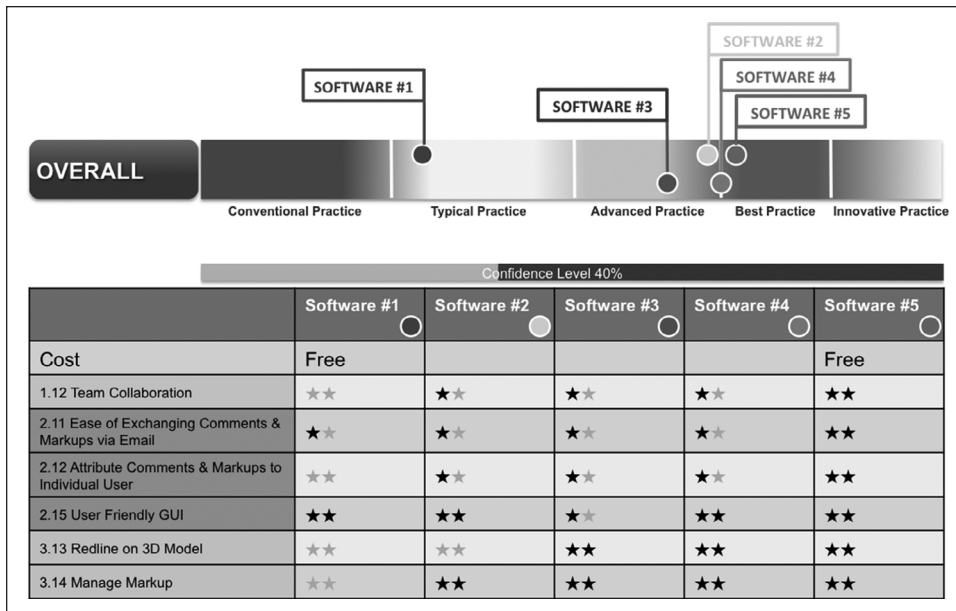 SOFTWARE #2
SOFTWARE #4
SOFTWARE #1
SOFTWARE #3
SOFTWARE #5
OVERALL
Conventional Practice
Typical Practice
Advanced Practice
Best Practice
Innovative Practice
Confidence Level 40%
Software #1 Software #2 Software #3 Software #4 Software #5
Cost Free Free
1.12 Team Collaboration ★★ ★★ ★★ ★★ ★★
2.11 Ease of Exchanging Comments &
Markups via Email ★★ ★★ ★★ ★★ ★★
2.12 Attribute Comments & Markups to
Individual User ★★ ★★ ★★ ★★ ★★
2.15 User Friendly GUI ★★ ★★ ★★ ★★ ★★
3.13 Redline on 3D Model ★★ ★★ ★★ ★★ ★★
3.14 Manage Markup ★★ ★★ ★★ ★★ ★★